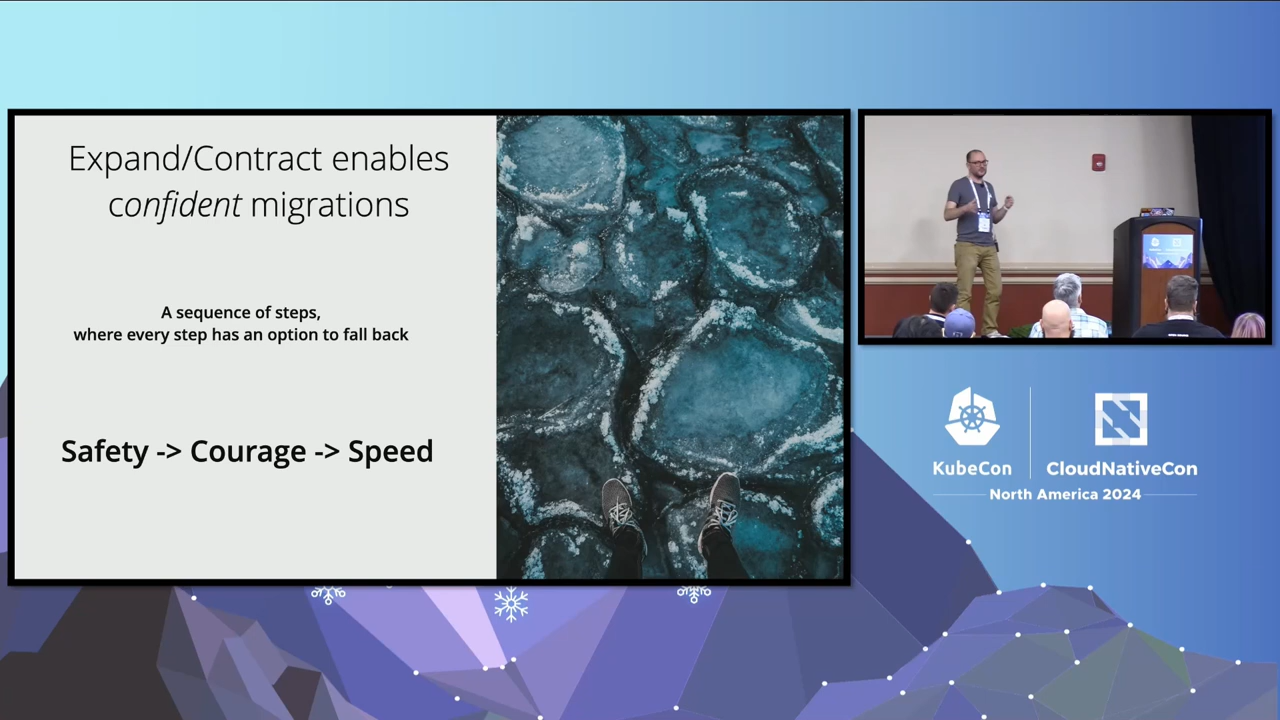 Expand/Contract enables
confident migrations
A sequence of steps,
where every step has an option to fall back
Safety -> Courage -> Speed
KubeCon
CloudNativeCon
North America 2024